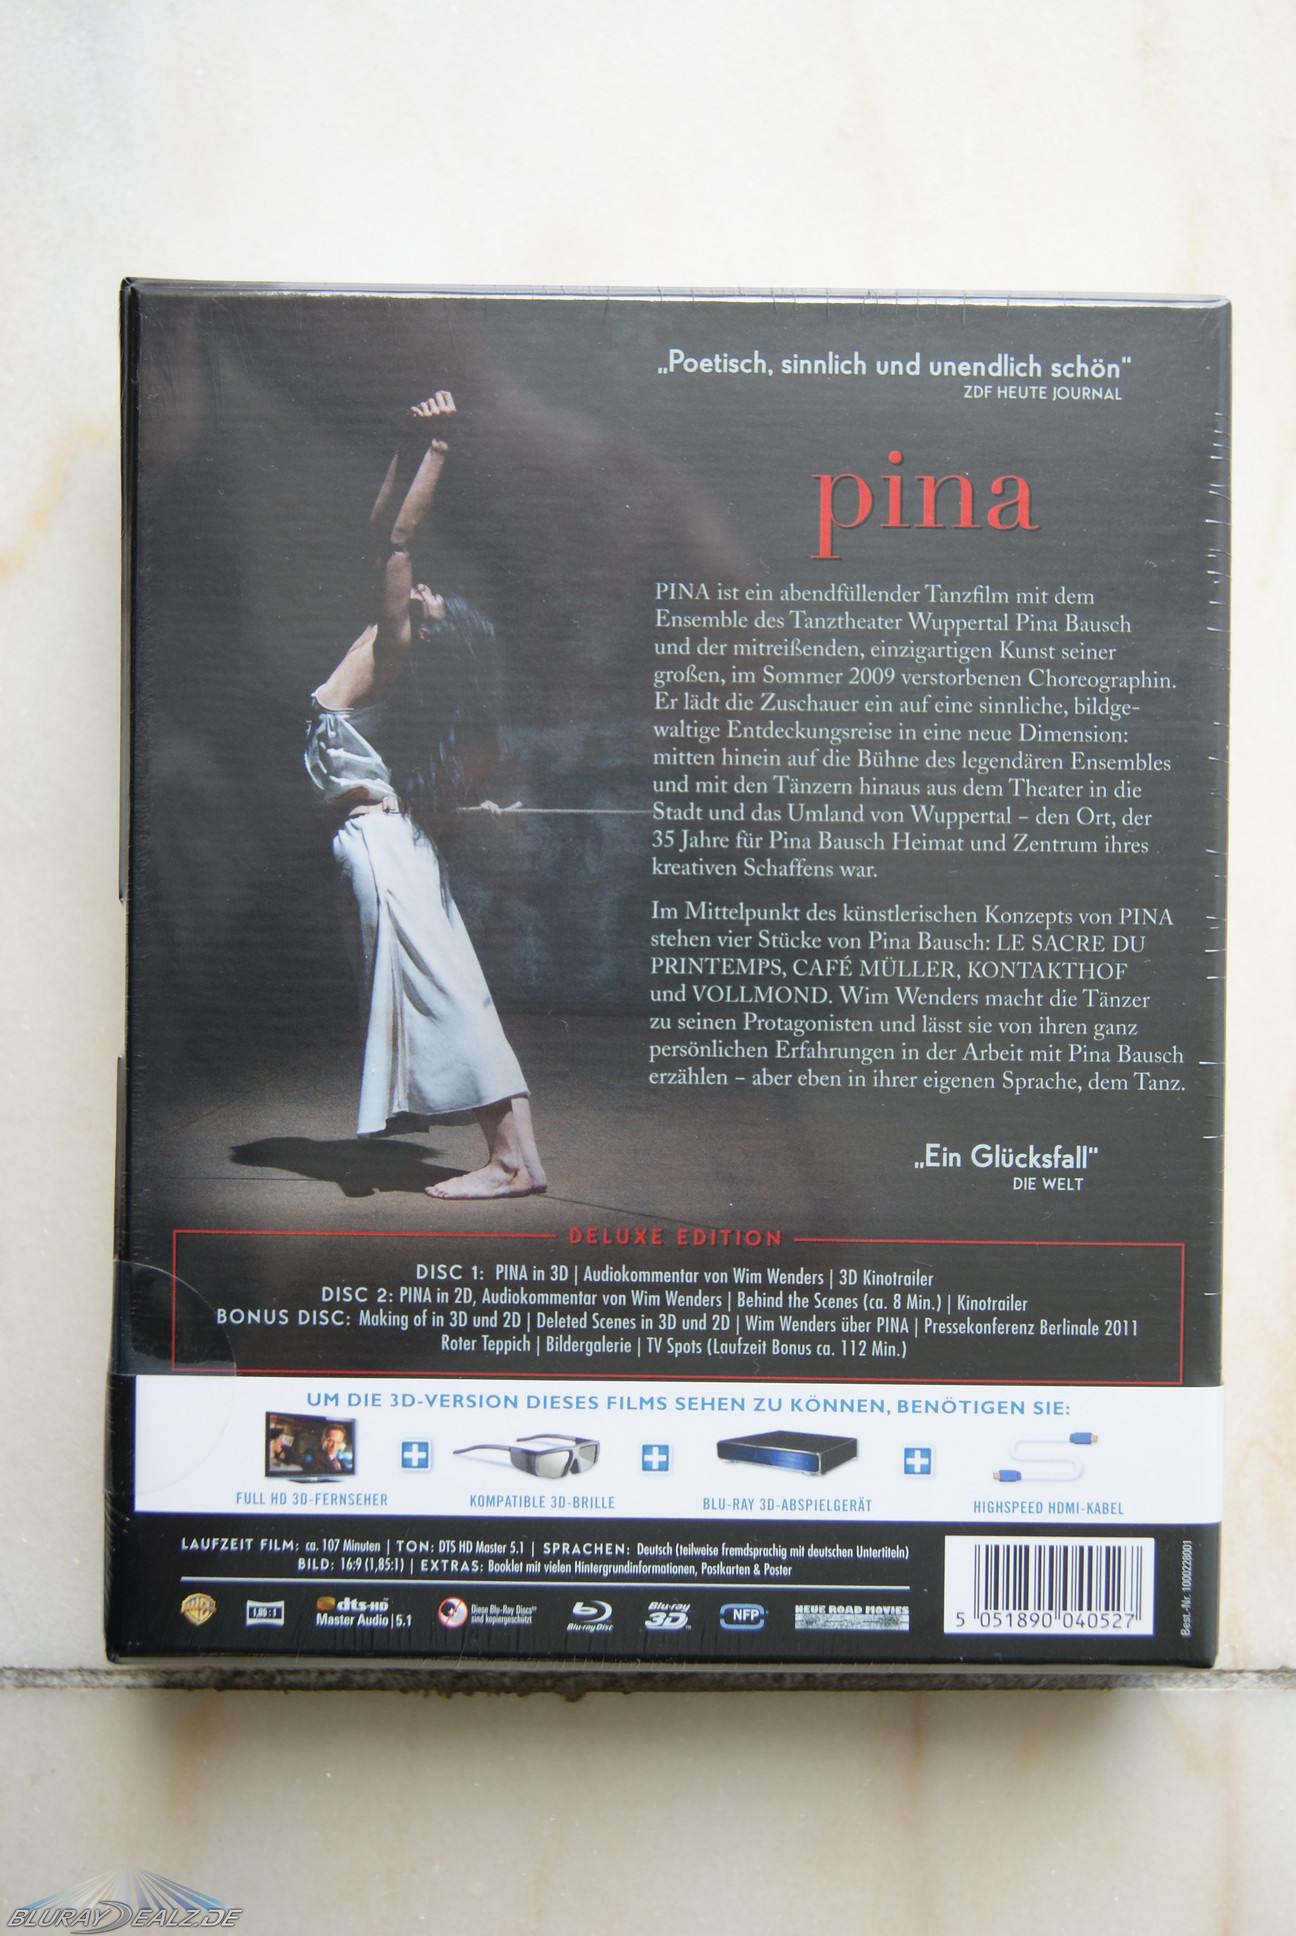 „Poetisch, sinnlich und unendlich schön"
ZDF HEUTE JOURNAL
pina
PINA ist ein abendfüllender Tanzfilm mit dem
Ensemble des Tanztheater Wuppertal Pina Bausch
und der mitreißenden, einzigartigen Kunst seiner
großen, im Sommer 2009 verstorbenen Choreographin.
Er lädt die Zuschauer ein auf eine sinnliche, bildge-
waltige Entdeckungsreise in eine neue Dimension:
mitten hinein auf die Bühne des legendären Ensembles
und mit den Tänzern hinaus aus dem Theater in die
Stadt und das Umland von Wuppertal – den Ort, der
35 Jahre für Pina Bausch Heimat und Zentrum ihres
kreativen Schaffens war.
Im Mittelpunkt des künstlerischen Konzepts von PINA
stehen vier Stücke von Pina Bausch: LE SACRE DU
PRINTEMPS, CAFÉ MÜLLER, KONTAKTHOF
und VOLLMOND. Wim Wenders macht die Tänzer
zu seinen Protagonisten und lässt sie von ihren ganz
persönlichen Erfahrungen in der Arbeit mit Pina Bausch
erzählen – aber eben in ihrer eigenen Sprache, dem Tanz.
„Ein Glücksfall"
DIE WELT
DELUXE EDITION
DISC 1: PINA in 3D | Audiokommentar von Wim Wenders | 3D Kinotrailer
DISC 2: PINA in 2D, Audiokommentar von Wim Wenders | Behind the Scenes (ca. 8 Min.) | Kinotrailer
BONUS DISC: Making of in 3D und 2D | Deleted Scenes in 3D und 2D | Wim Wenders über PINA | Pressekonferenz Berlinale 2011
Roter Teppich | Bildergalerie | TV Spots (Laufzeit Bonus ca. 112 Min.)
UM DIE 3D-VERSION DIESES FILMS SEHEN ZU KÖNNEN, BENÖTIGEN SIE:
FULL HD 3D-FERNSEHER
KOMPATIBLE 3D-BRILLE
BLU-RAY 3D-ABSPIELGERÄT
HIGHSPEED HDMI-KABEL
LAUFZEIT FILM: ca. 107 Minuten | TON: DTS HD Master 5.1 | SPRACHEN: Deutsch (teilweise fremdsprachig mit deutschen Untertiteln)
BILD: 16:9 (1,85:1) | EXTRAS: Booklet mit vielen Hintergrundinformationen, Postkarten & Poster
WB
1,85:1
dts-HD
Master Audio | 5.1
Diese Blu-Ray Discs™
sind kopiergeschützt
Blu-ray Disc
Blu-ray
3D™
NFP
NEUE ROAD MOVIES
5 051890 040527
Best.-Nr. 1000228001
BLURAYDEALZ.DE